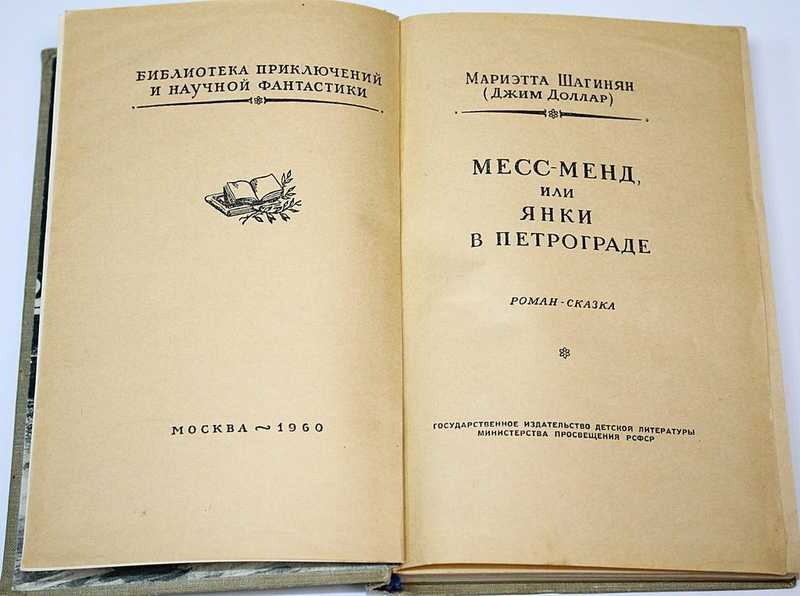 БИБЛИОТЕКА ПРИКЛЮЧЕНИЙ
И НАУЧНОЙ ФАНТАСТИКИ
МОСКВА ~ 1960
МАРИЭТТА ШАГИНЯН
(ДЖИМ ДОЛЛАР)
МЕСС-МЕНД,
ИЛИ
ЯНКИ
В ПЕТРОГРАДЕ
РОМАН-СКАЗКА
ГОСУДАРСТВЕННОЕ ИЗДАТЕЛЬСТВО ДЕТСКОЙ ЛИТЕРАТУРЫ
МИНИСТЕРСТВА ПРОСВЕЩЕНИЯ РСФСР